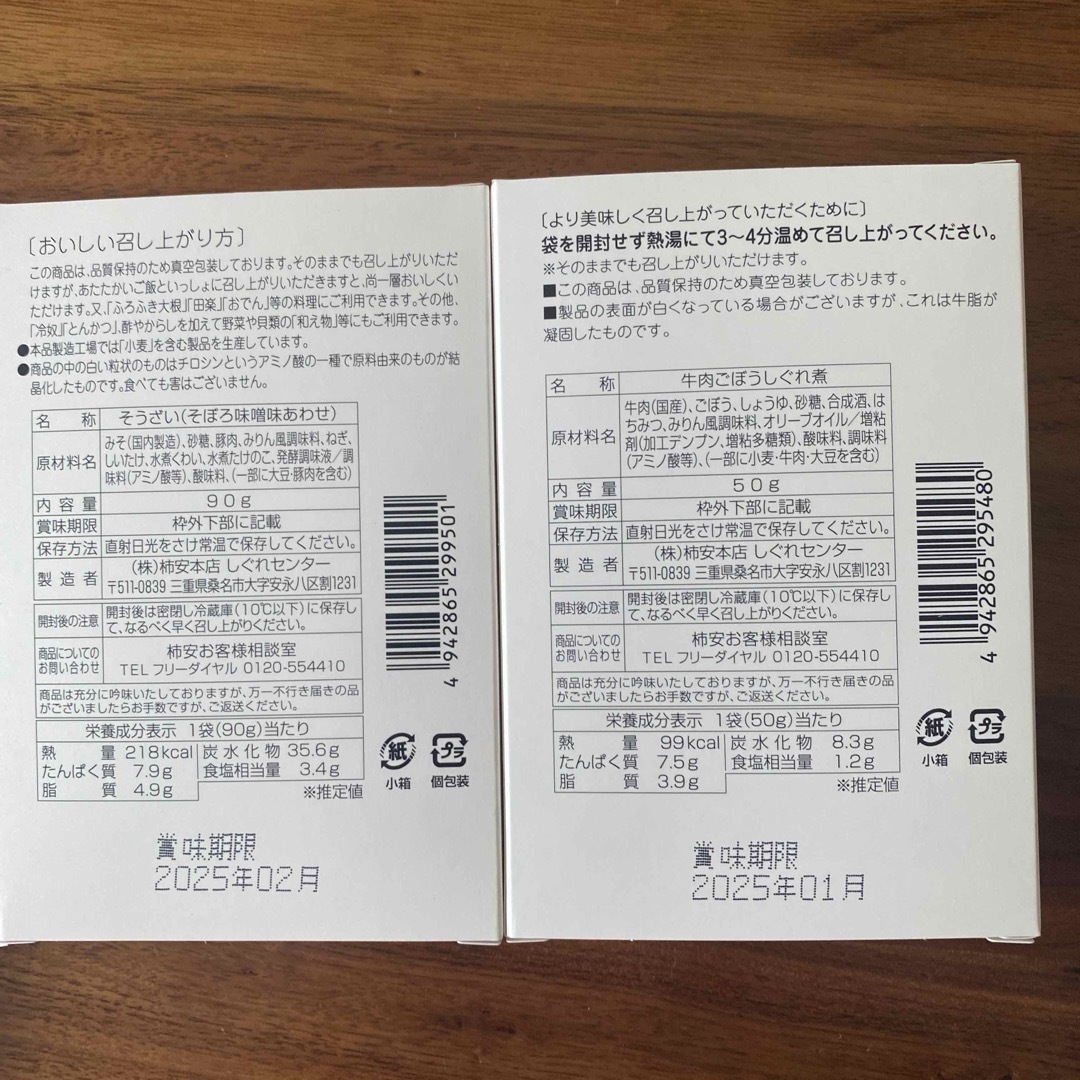 〔おいしい召し上がり方〕
この商品は、品質保持のため真空包装しております。そのままでも召し上がりいただ
けますが、あたたかいご飯といっしょに召し上がりいただきますと、尚一層おいしくい
ただけます。又、「ふろふき大根」「田楽」「おでん」等の料理にご利用できます。その他、
「冷奴」「とんかつ」、酢やからしを加えて野菜や貝類の「和え物」等にもご利用できます。
●本品製造工場では「小麦」を含む製品を生産しています。
●商品の中の白い粒状のものはチロシンというアミノ酸の一種で原料由来のものが結
晶化したものです。食べても害はございません。
名称 そうざい(そぼろ味噌味あわせ)
原材料名 みそ(国内製造)、砂糖、豚肉、みりん風調味料、ねぎ、
しいたけ、水煮くわい、水煮たけのこ、発酵調味液/調
味料(アミノ酸等)、酸味料、(一部に大豆・豚肉を含む)
内容量 90g
賞味期限 枠外下部に記載
保存方法 直射日光をさけ常温で保存してください。
製造者 (株)柿安本店 しぐれセンター
〒511-0839 三重県桑名市大字安永八区割1231
開封後の注意 開封後は密閉し冷蔵庫(10℃以下)に保存し
て、なるべく早く召し上がりください。
商品についての
お問い合わせ
柿安お客様相談室
TEL フリーダイヤル 0120-554410
商品は充分に吟味いたしておりますが、万一不行き届きの品
がございましたらお手数ですが、ご返送ください。
栄養成分表示 1袋(90g)当たり
熱量 218kcal 炭水化物 35.6g
たんぱく質 7.9g 食塩相当量 3.4g
脂質 4.9g ※推定値
4 942865 299501
紙
小箱
プラ
個包装
賞味期限
2025年02月
〔より美味しく召し上がっていただくために〕
袋を開封せず熱湯にて3〜4分温めて召し上がってください。
※そのままでも召し上がりいただけます。
■この商品は、品質保持のため真空包装しております。
■製品の表面が白くなっている場合がございますが、これは牛脂が
凝固したものです。
名称 牛肉ごぼうしぐれ煮
原材料名 牛肉(国産)、ごぼう、しょうゆ、砂糖、合成酒、は
ちみつ、みりん風調味料、オリーブオイル/増粘
剤(加工デンプン、増粘多糖類)、酸味料、調味料
(アミノ酸等)、(一部に小麦・牛肉・大豆を含む)
内容量 50g
賞味期限 枠外下部に記載
保存方法 直射日光をさけ常温で保存してください。
製造者 (株)柿安本店 しぐれセンター
〒511-0839 三重県桑名市大字安永八区割1231
開封後の注意 開封後は密閉し冷蔵庫(10℃以下)に保存し
て、なるべく早く召し上がりください。
商品についての
お問い合わせ
柿安お客様相談室
TEL フリーダイヤル 0120-554410
商品は充分に吟味いたしておりますが、万一不行き届きの品
がございましたらお手数ですが、ご返送ください。
栄養成分表示 1袋(50g)当たり
熱量 99kcal 炭水化物 8.3g
たんぱく質 7.5g 食塩相当量 1.2g
脂質 3.9g ※推定値
4 942865 295480
紙
小箱
プラ
個包装
賞味期限
2025年01月